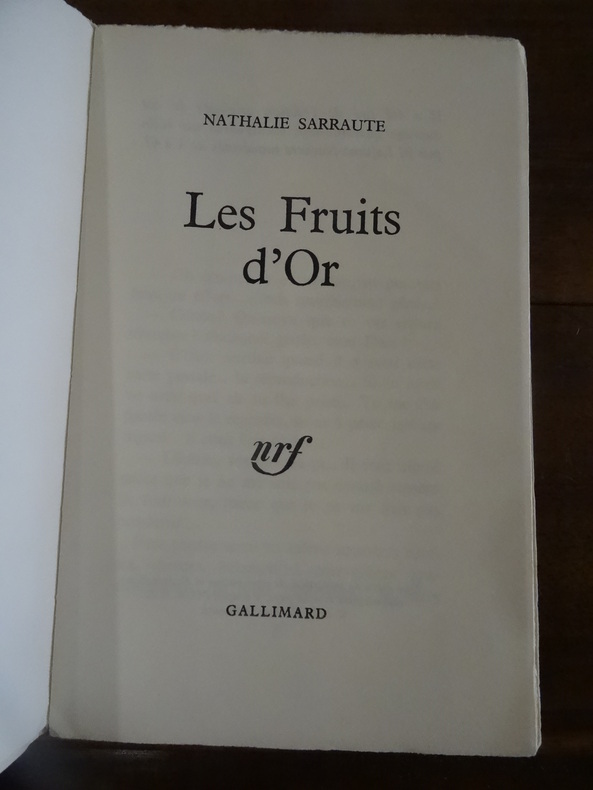 NATHALIE SARRAUTE
Les Fruits
d'Or
nrf
GALLIMARD